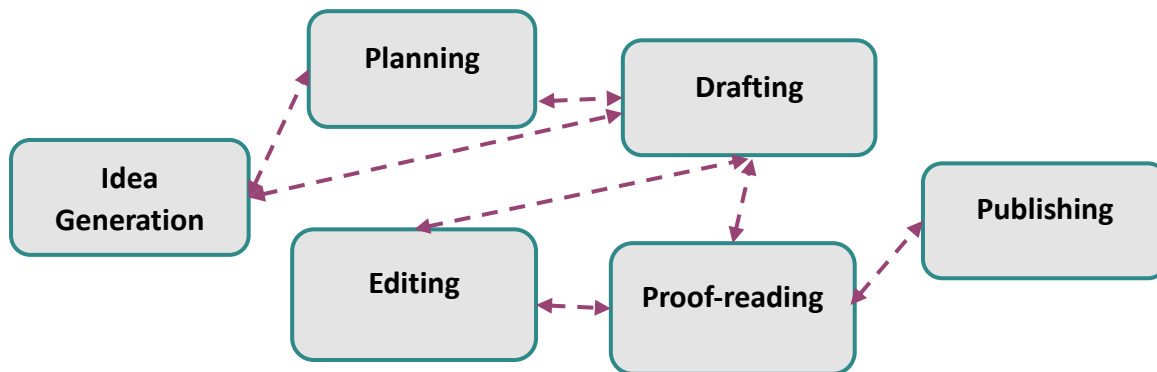 Planning
Drafting
Idea
Generation
Publishing
Editing
Proof-reading